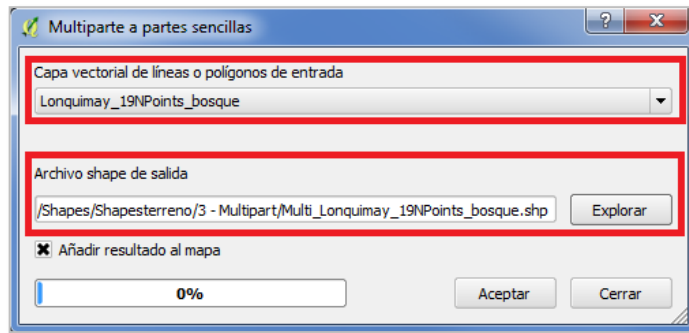 Multiparte a partes sencillas
Capa vectorial de líneas o polígonos de entrada
Lonquimay_19NPoints_bosque
Archivo shape de salida
/Shapes/Shapesterreno/3 - Multipart/Multi_Lonquimay_19NPoints_bosque.shp Explorar
Añadir resultado al mapa
0% Aceptar Cerrar